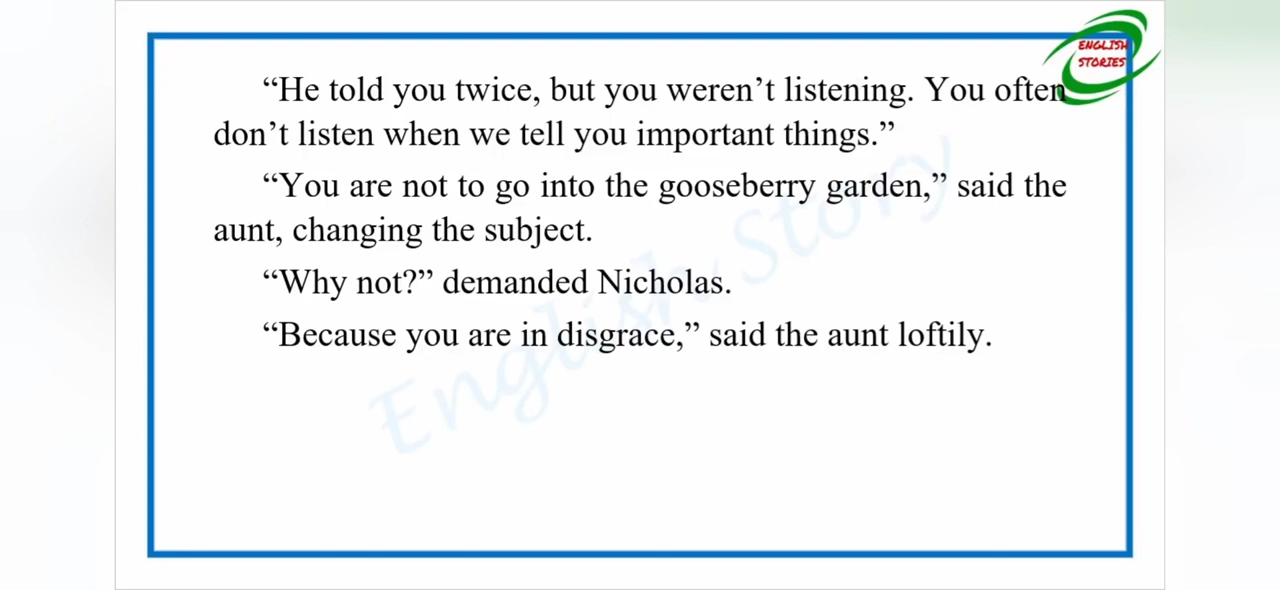 ENGLISH
STORIES
“He told you twice, but you weren’t listening. You often
don’t listen when we tell you important things.”
“You are not to go into the gooseberry garden,” said the
aunt, changing the subject.
“Why not?” demanded Nicholas.
“Because you are in disgrace,” said the aunt loftily.
English Story